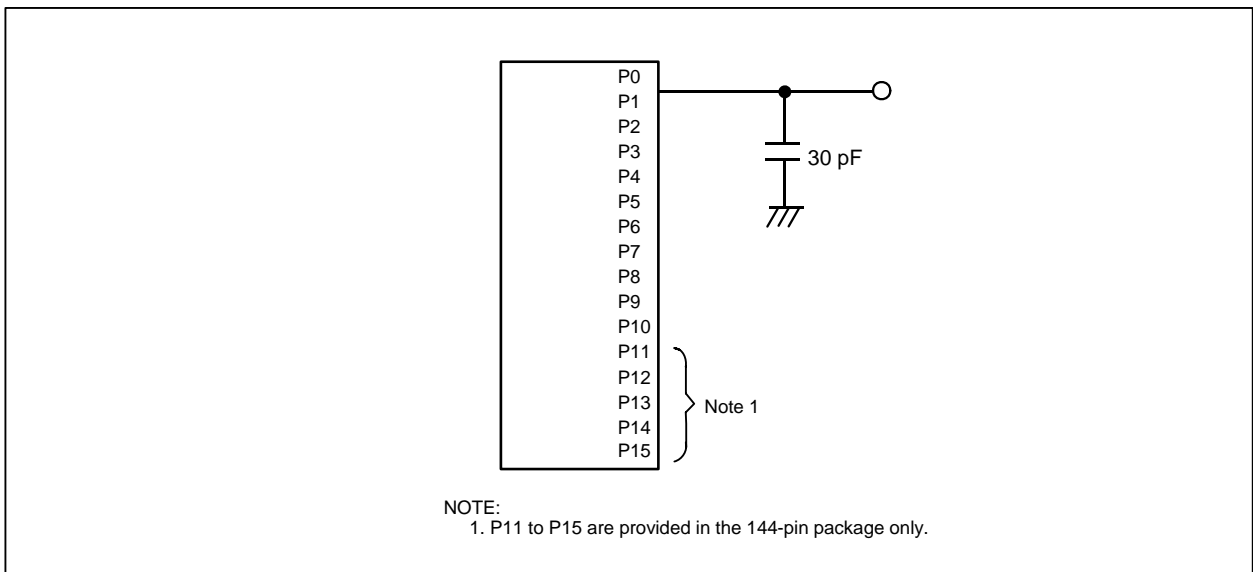 P0
P1
P2
P3
P4
P5
P6
P7
P8
P9
P10
P11
P12
P13
P14
P15
30 pF
Note 1
NOTE:
1. P11 to P15 are provided in the 144-pin package only.